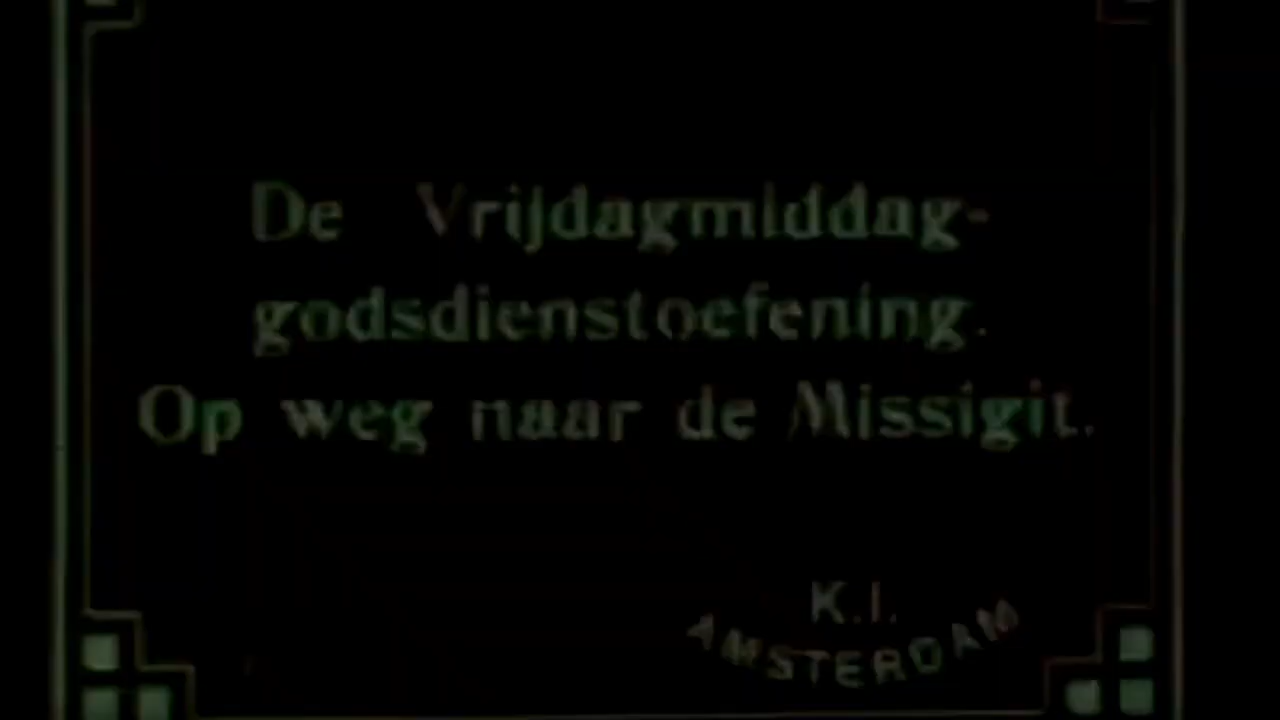 De Vrijdagmiddag-
godsdienstoefening.
Op weg naar de Missigit.
K.I.
AMSTERDAM